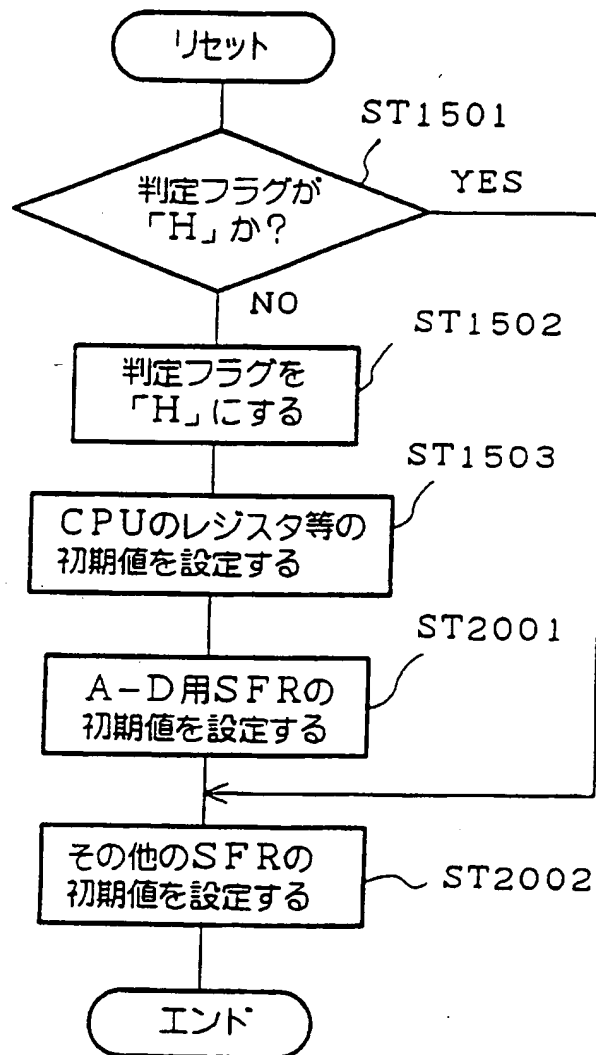 リセット
ST1501
判定フラグが
「H」か?
YES
NO
ST1502
判定フラグを
「H」にする
ST1503
CPUのレジスタ等の
初期値を設定する
ST2001
A-D用SFRの
初期値を設定する
その他のSFRの
初期値を設定する
ST2002
エンド